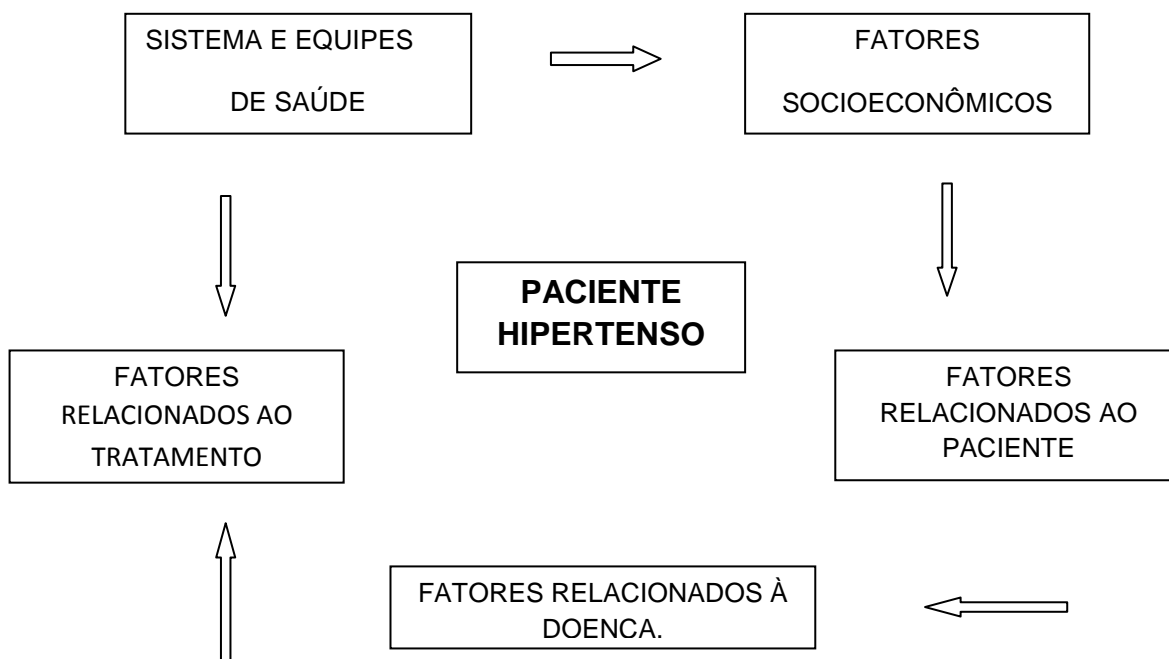 SISTEMA E EQUIPES
DE SAÚDE
FATORES
SOCIOECONÔMICOS
PACIENTE
HIPERTENSO
FATORES
RELACIONADOS AO
TRATAMENTO
FATORES
RELACIONADOS AO
PACIENTE
FATORES RELACIONADOS À
DOENCA.